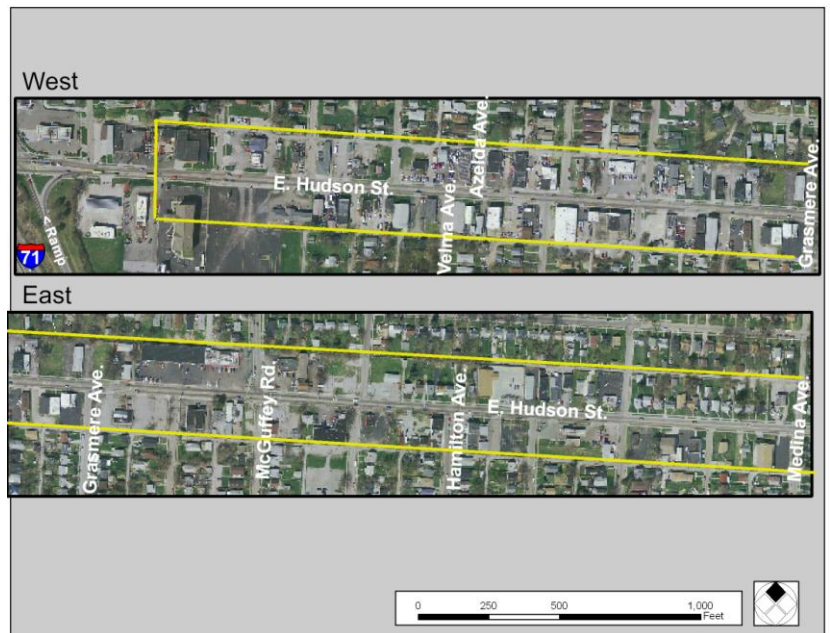 West
Azelda Ave.
Velma Ave.
Grasmere Ave.
E. Hudson St.
< Ramp
71
East
Grasmere Ave.
McGuffey Rd.
Hamilton Ave.
E. Hudson St.
Medina Ave.
0 250 500 1,000
Feet